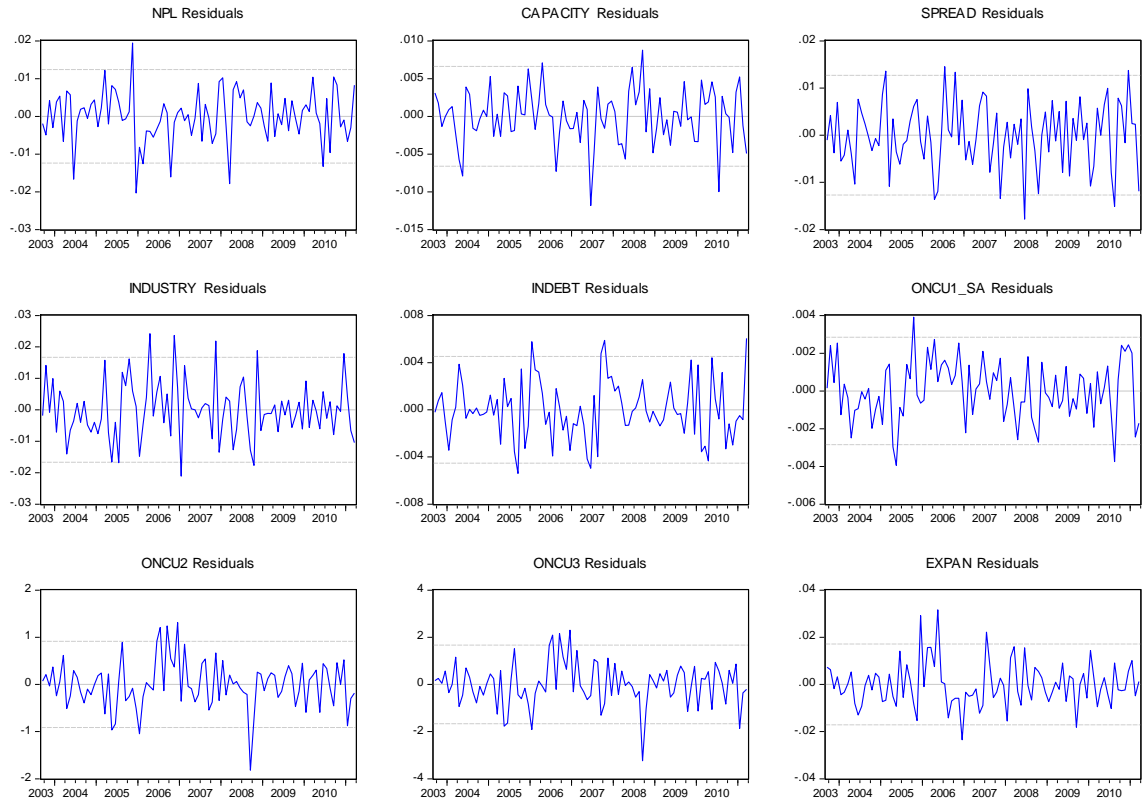 NPL Residuals
.02
.01
.00
-.01
-.02
-.03
2003 2004 2005 2006 2007 2008 2009 2010
CAPACITY Residuals
.010
.005
.000
-.005
-.010
-.015
2003 2004 2005 2006 2007 2008 2009 2010
SPREAD Residuals
.02
.01
.00
-.01
-.02
2003 2004 2005 2006 2007 2008 2009 2010
INDUSTRY Residuals
.03
.02
.01
.00
-.01
-.02
-.03
2003 2004 2005 2006 2007 2008 2009 2010
INDEBT Residuals
.008
.004
.000
-.004
-.008
2003 2004 2005 2006 2007 2008 2009 2010
ONCU1_SA Residuals
.004
.002
.000
-.002
-.004
-.006
2003 2004 2005 2006 2007 2008 2009 2010
ONCU2 Residuals
2
1
0
-1
-2
2003 2004 2005 2006 2007 2008 2009 2010
ONCU3 Residuals
4
2
0
-2
-4
2003 2004 2005 2006 2007 2008 2009 2010
EXPAN Residuals
.04
.02
.00
-.02
-.04
2003 2004 2005 2006 2007 2008 2009 2010